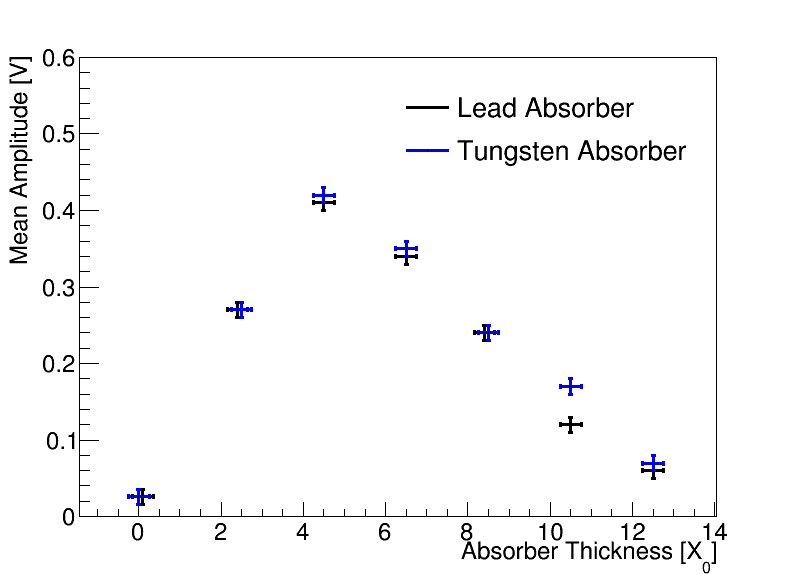 Mean Amplitude [V]
0.6
0.5
0.4
0.3
0.2
0.1
0
Lead Absorber
Tungsten Absorber
0 2 4 6 8 10 12 14
Absorber Thickness [X0]